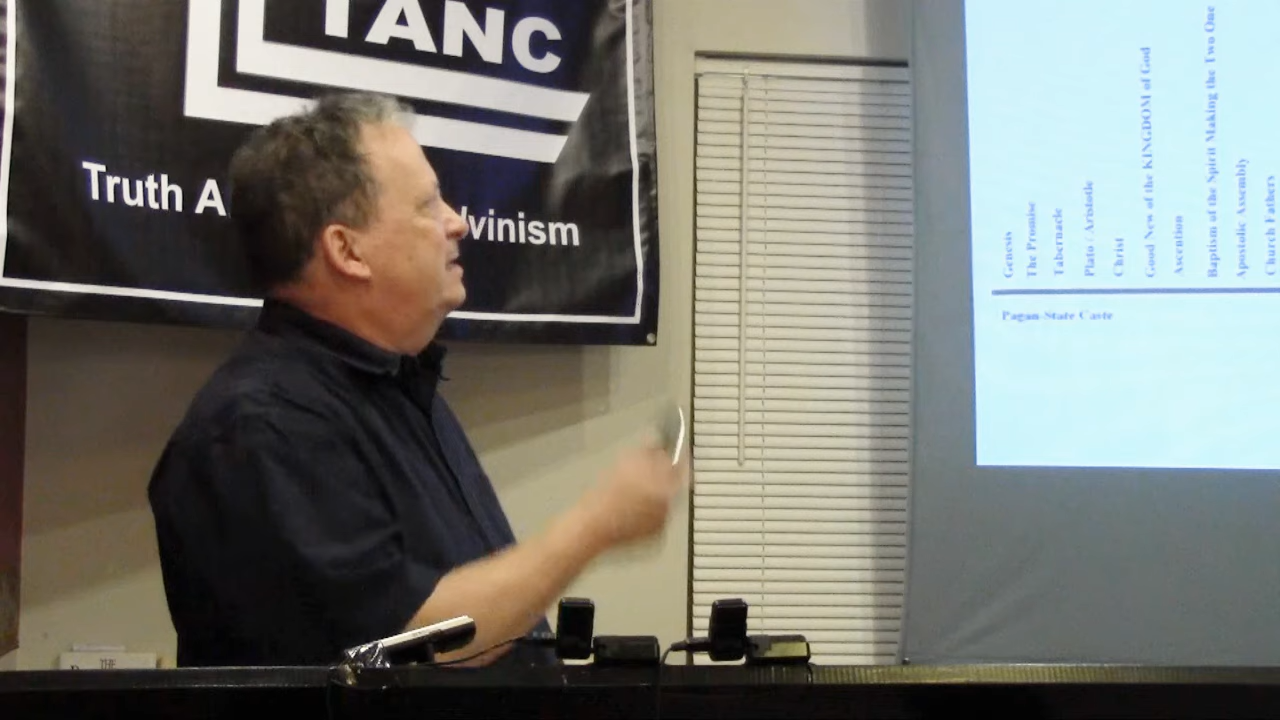 TANC
Truth A
lvinism
Genesis
The Promise
Tabernacle
Plato / Aristotle
Christ
Good New of the KINGDOM of God
Ascention
Baptism of the Spirit Making the Two One
Apostolic Assembly
Church Fathers
Pagan-State Caste
THE